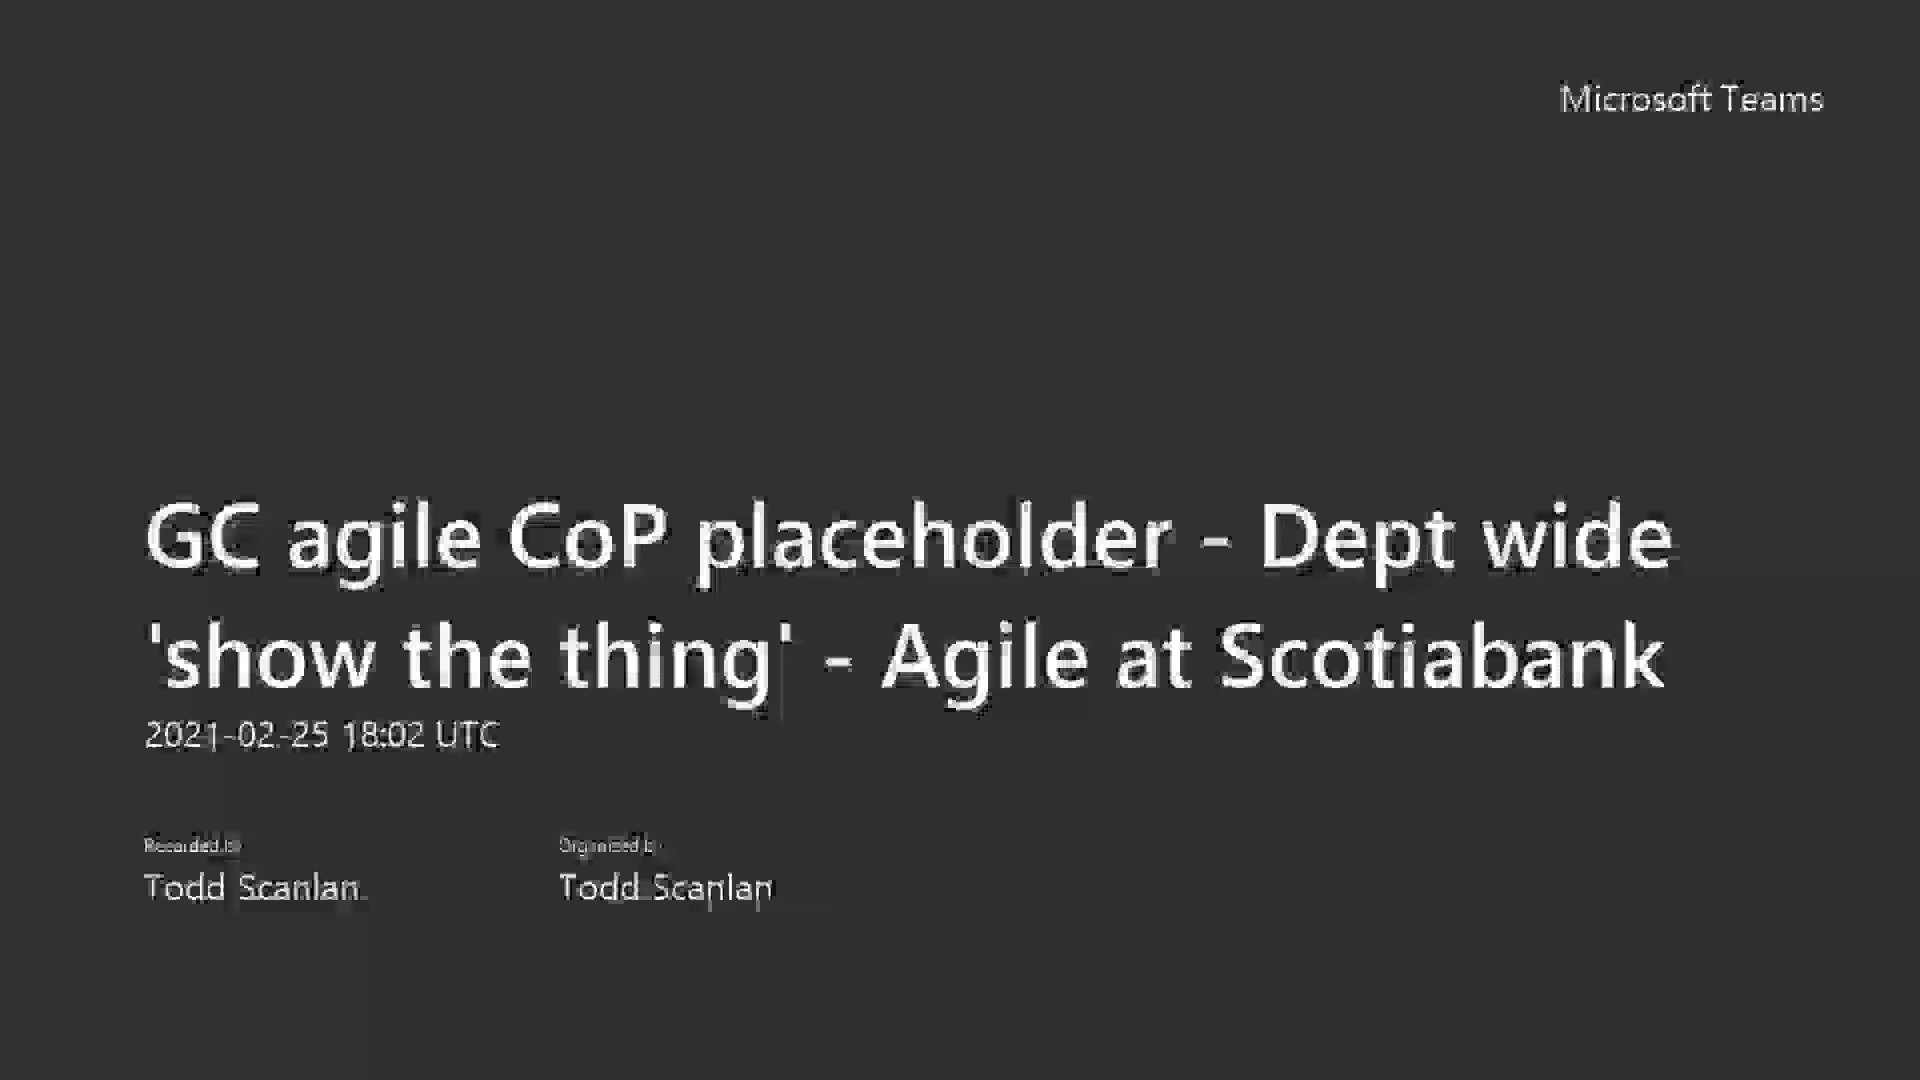 Microsoft Teams
GC agile CoP placeholder - Dept wide
'show the thing' - Agile at Scotiabank
2021-02-25 18:02 UTC
Recorded by
Organized by
Todd Scanlan
Todd Scanlan